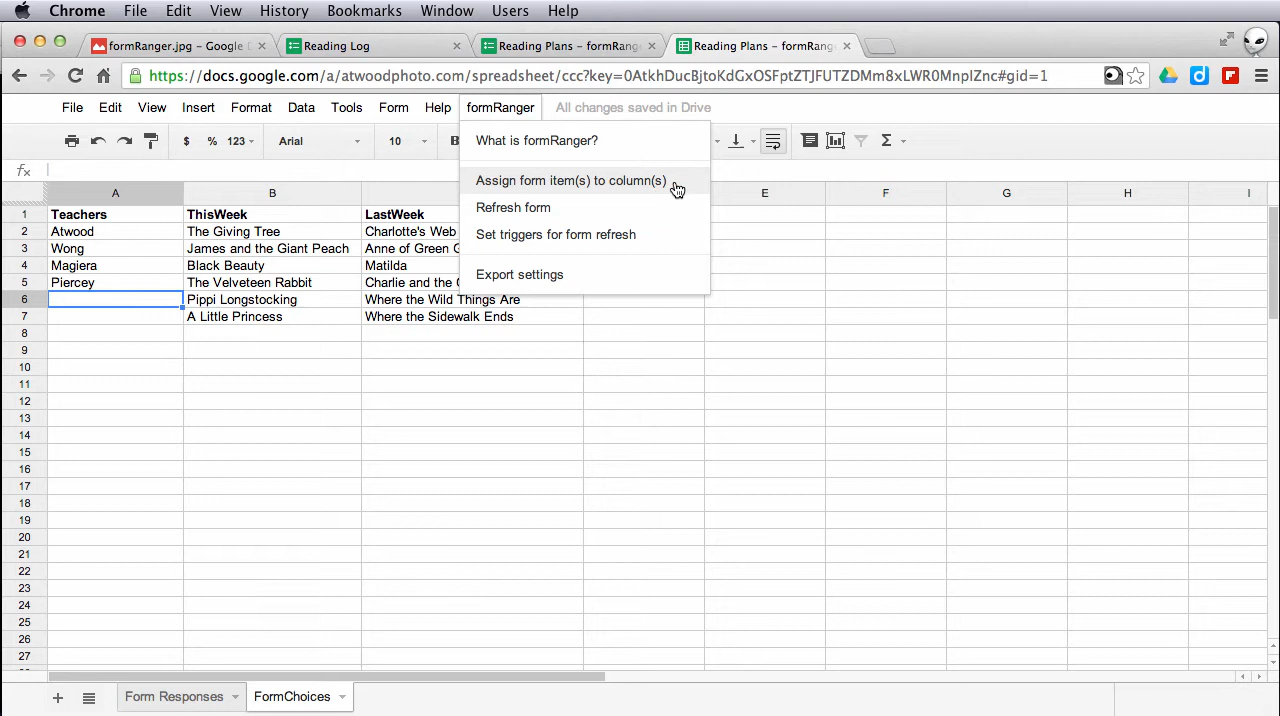 Chrome File Edit View History Bookmarks Window Users Help
formRanger.jpg - Google D Reading Log Reading Plans - formRang Reading Plans - formRang
https://docs.google.com/a/atwoodphoto.com/spreadsheet/ccc?key=0AtkhDucBjtoKdCxOSFptZTJFUTZDMm8xLWR0MnpIZnc#gid=1
File Edit View Insert Format Data Tools Form Help formRanger All changes saved in Drive
$ % 123 Arial 10 B Σ
What is formRanger?
fx
Assign form item(s) to column(s)
Refresh form
Set triggers for form refresh
Export settings
A B E F G H I
1 Teachers ThisWeek LastWeek
2 Atwood The Giving Tree Charlotte's Web
3 Wong James and the Giant Peach Anne of Green G
4 Magiera Black Beauty Matilda
5 Piercey The Velveteen Rabbit Charlie and the
6 Pippi Longstocking Where the Wild Things Are
7 A Little Princess Where the Sidewalk Ends
8
9
10
11
12
13
14
15
16
17
18
19
20
21
22
23
24
25
26
27
+ Form Responses FormChoices